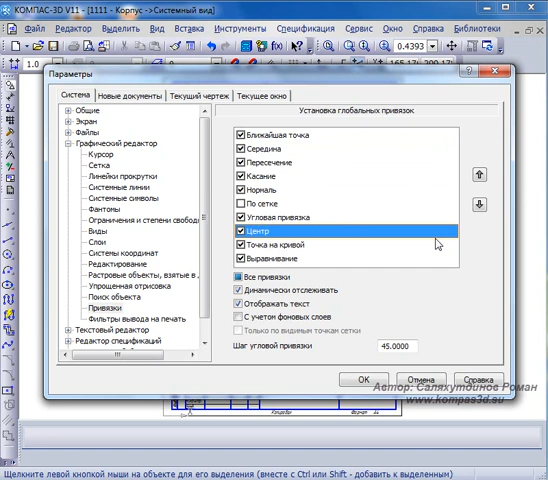 КОМПАС-3D V11 - [1111 - Корпус ->Системный вид]
Файл Редактор Выделить Вид Вставка Инструменты Спецификация Сервис Окно Справка Библиотеки
0.4393
1.0
Параметры
Система Новые документы Текущий чертеж Текущее окно
Общие
Экран
Файлы
Графический редактор
Курсор
Сетка
Линейки прокрутки
Системные линии
Системные символы
Фантомы
Ограничения и степени свобод
Виды
Слои
Системы координат
Редактирование
Растровые объекты, взятые в
Упрощенная отрисовка
Поиск объекта
Привязки
Фильтры вывода на печать
Текстовый редактор
Редактор спецификаций
Установка глобальных привязок
Ближайшая точка
Середина
Пересечение
Касание
Нормаль
По сетке
Угловая привязка
Центр
Точка на кривой
Выравнивание
Все привязки
Динамически отслеживать
Отображать текст
С учетом фоновых слоев
Только по видимым точкам сетки
Шаг угловой привязки 45.0000
OK Отмена Справка
Автор: Саляхутдинов Роман
www.kompas3d.su
Щелкните левой кнопкой мыши на объекте для его выделения (вместе с Ctrl или Shift - добавить к выделенным)